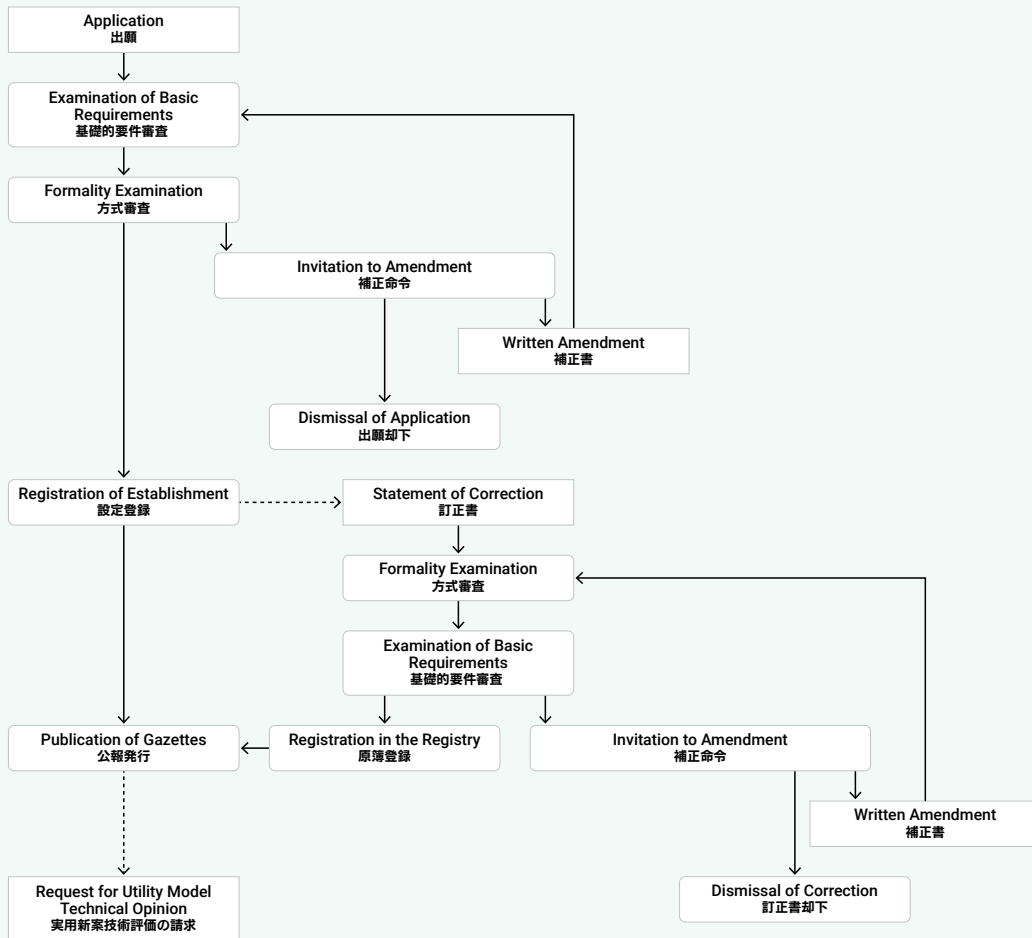 Application
出願
Examination of Basic
Requirements
基礎的要件審査
Formality Examination
方式審査
Invitation to Amendment
補正命令
Written Amendment
補正書
Dismissal of Application
出願却下
Registration of Establishment
設定登録
Statement of Correction
訂正書
Formality Examination
方式審査
Examination of Basic
Requirements
基礎的要件審査
Publication of Gazettes
公報発行
Registration in the Registry
原簿登録
Invitation to Amendment
補正命令
Written Amendment
補正書
Request for Utility Model
Technical Opinion
実用新案技術評価の請求
Dismissal of Correction
訂正書却下